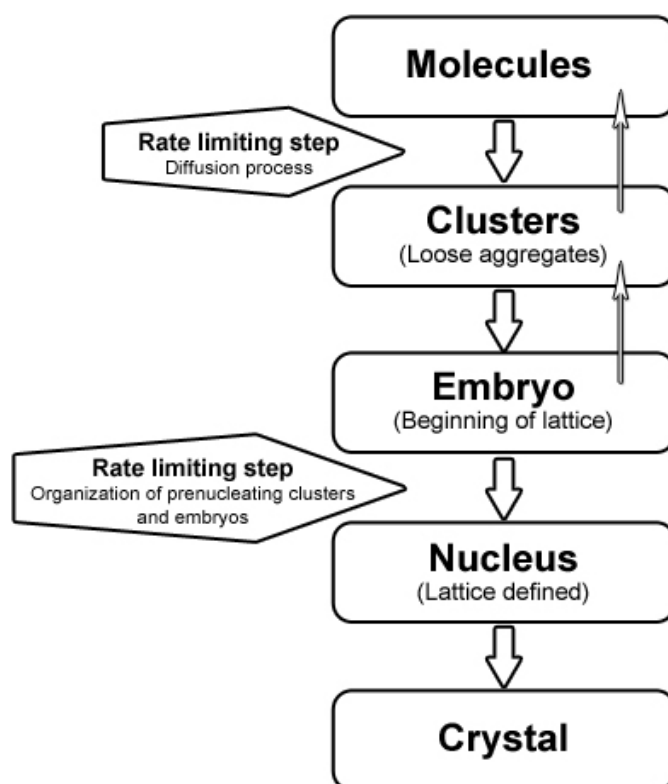 Molecules
Rate limiting step
Diffusion process
Clusters
(Loose aggregates)
Embryo
(Beginning of lattice)
Rate limiting step
Organization of prenucleating clusters
and embryos
Nucleus
(Lattice defined)
Crystal